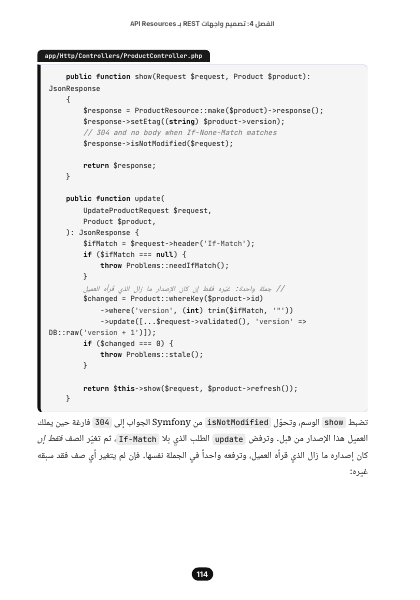 الفصل 4: تصميم واجهات REST بـ API Resources
app/Http/Controllers/ProductController.php
public function show(Request $request, Product $product):
JsonResponse
{
$response = ProductResource::make($product)->response();
$response->setEtag((string) $product->version);
// 304 and no body when If-None-Match matches
$response->isNotModified($request);
return $response;
}
public function update(
UpdateProductRequest $request,
Product $product,
): JsonResponse {
$ifMatch = $request->header('If-Match');
if ($ifMatch === null) {
throw Problems::needIfMatch();
}
// جملة واحدة: غيّره فقط إن كان الإصدار ما زال الذي قرأه العميل
$changed = Product::whereKey($product->id)
->where('version', (int) trim($ifMatch, '"'))
->update([...$request->validated(), 'version' =>
DB::raw('version + 1')]);
if ($changed === 0) {
throw Problems::stale();
}
return $this->show($request, $product->refresh());
}
تضبط show الوسم، وتحوّل isNotModified من Symfony الجواب إلى 304 فارغة حين يملك
العميل هذا الإصدار من قبل. وترفض update الطلب الذي بلا If-Match، ثم تغيّر الصف فقط إن
كان إصداره ما زال الذي قرأه العميل، وترفعه واحداً في الجملة نفسها. فإن لم يتغير أي صف فقد سبقه
غيره:
114